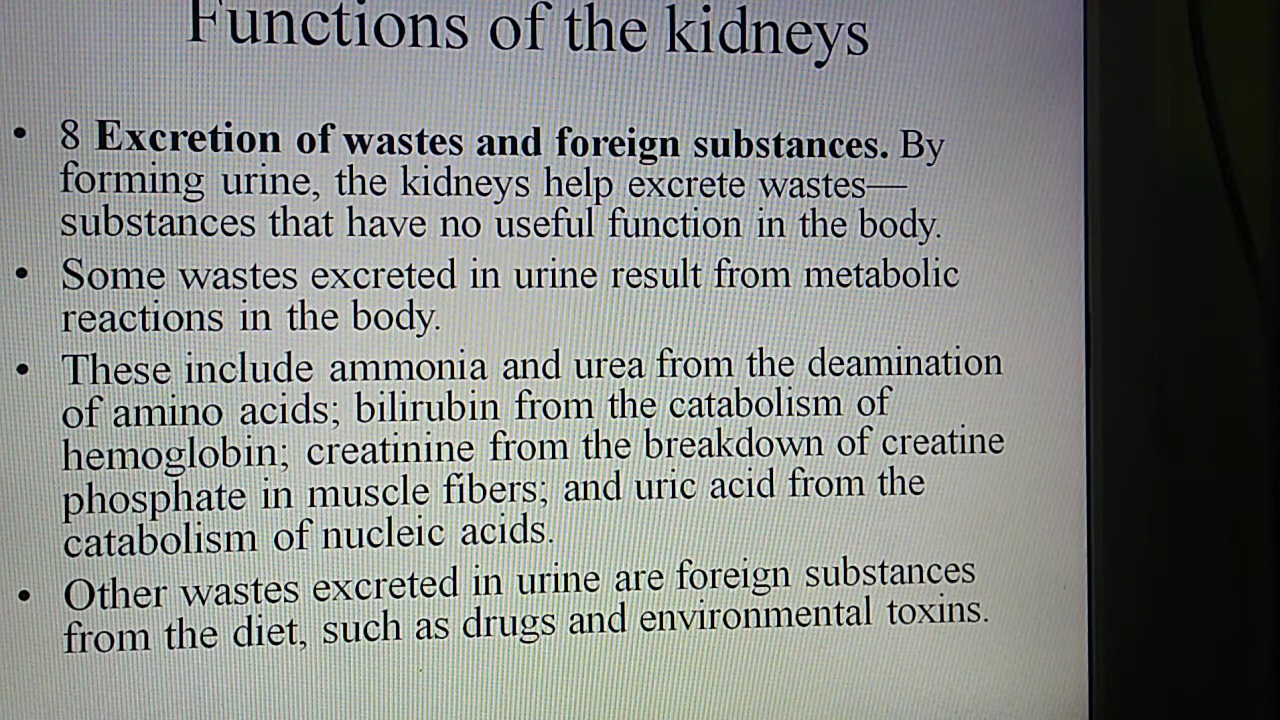 Functions of the kidneys
• 8 Excretion of wastes and foreign substances. By
forming urine, the kidneys help excrete wastes—
substances that have no useful function in the body.
• Some wastes excreted in urine result from metabolic
reactions in the body.
• These include ammonia and urea from the deamination
of amino acids; bilirubin from the catabolism of
hemoglobin; creatinine from the breakdown of creatine
phosphate in muscle fibers; and uric acid from the
catabolism of nucleic acids.
• Other wastes excreted in urine are foreign substances
from the diet, such as drugs and environmental toxins.